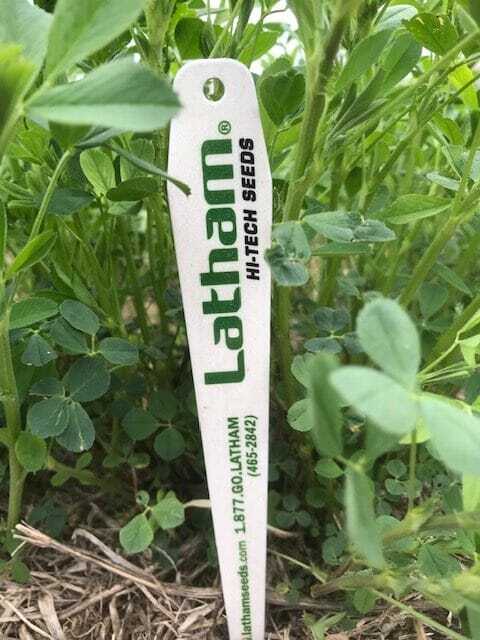 Latham®
HI-TECH SEEDS
1.877.GO.LATHAM
(465-2842)
lathamseeds.com